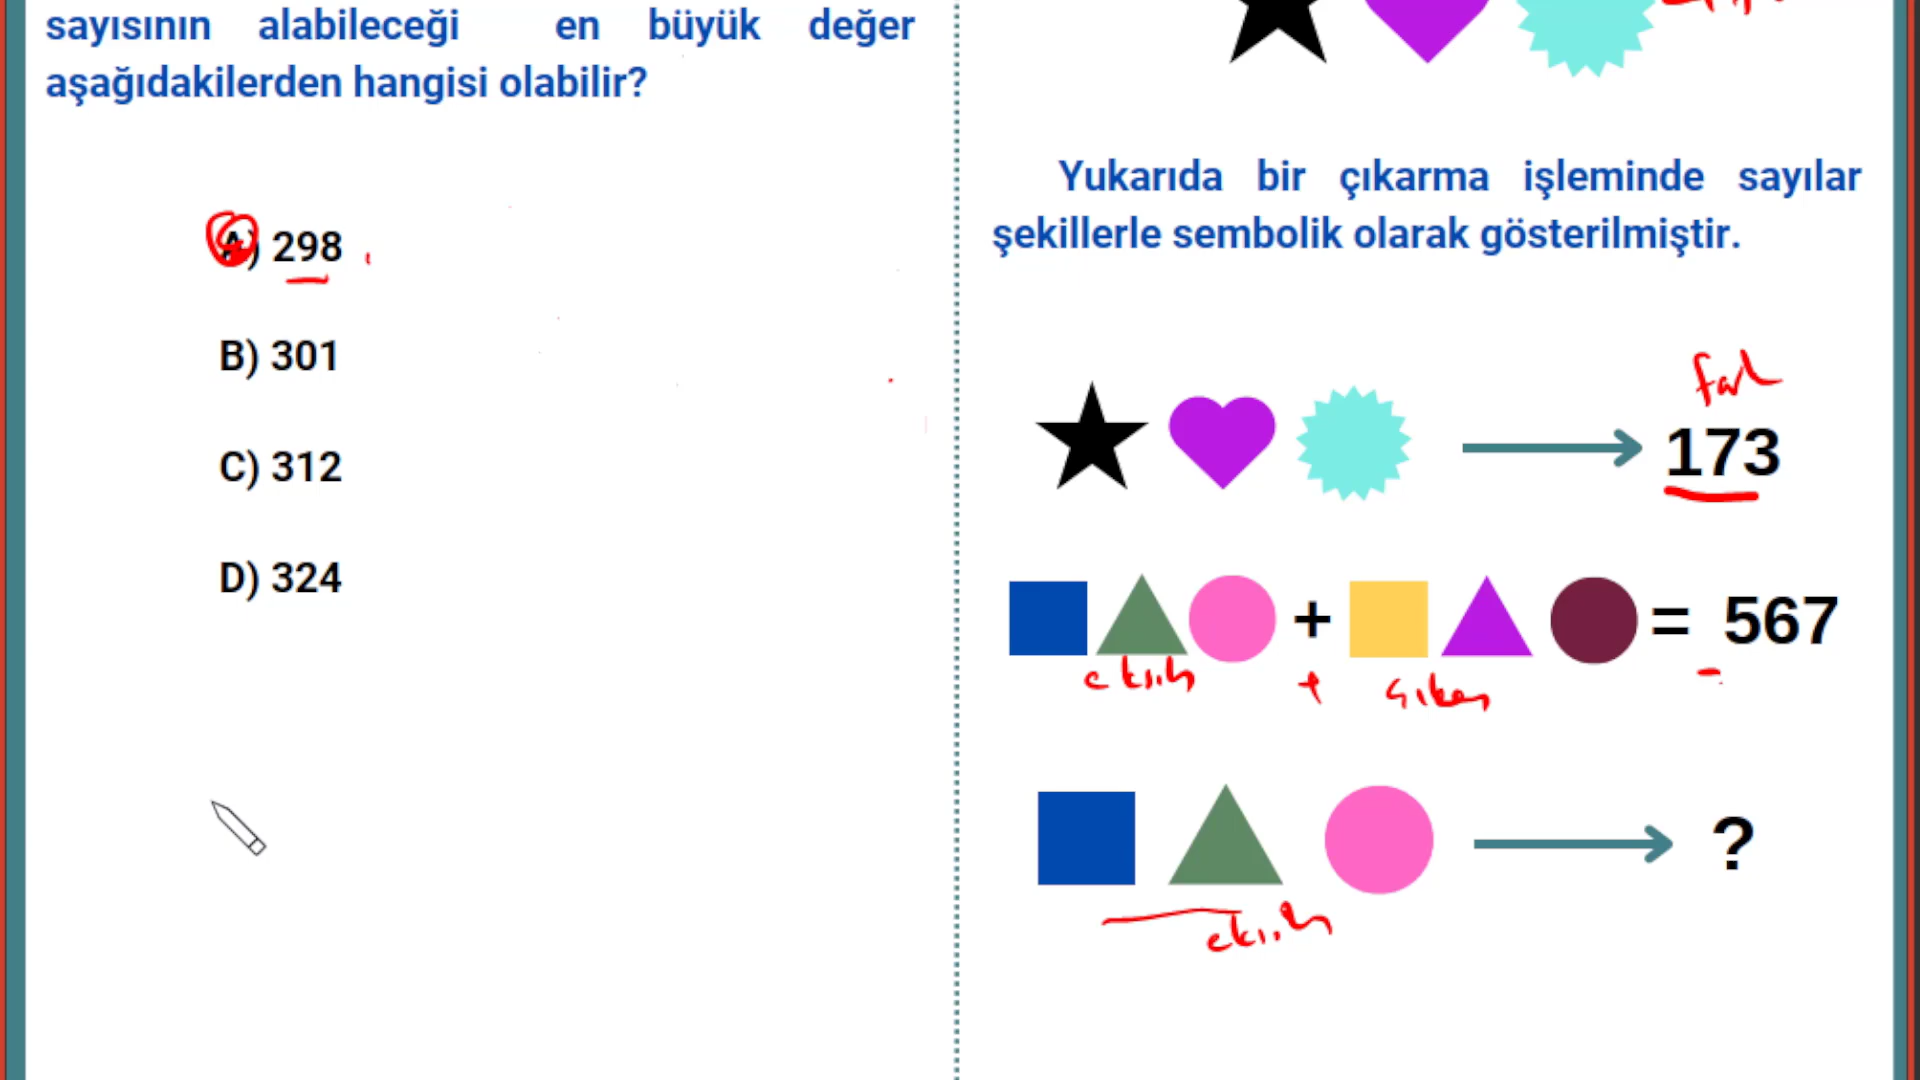 sayısının alabileceği en büyük değer
aşağıdakilerden hangisi olabilir?
A) 298
B) 301
C) 312
D) 324
Yukarıda bir çıkarma işleminde sayılar
şekillerle sembolik olarak gösterilmiştir.
fark
173
+ = 567
eksilen + çıkan -
?
eksilen